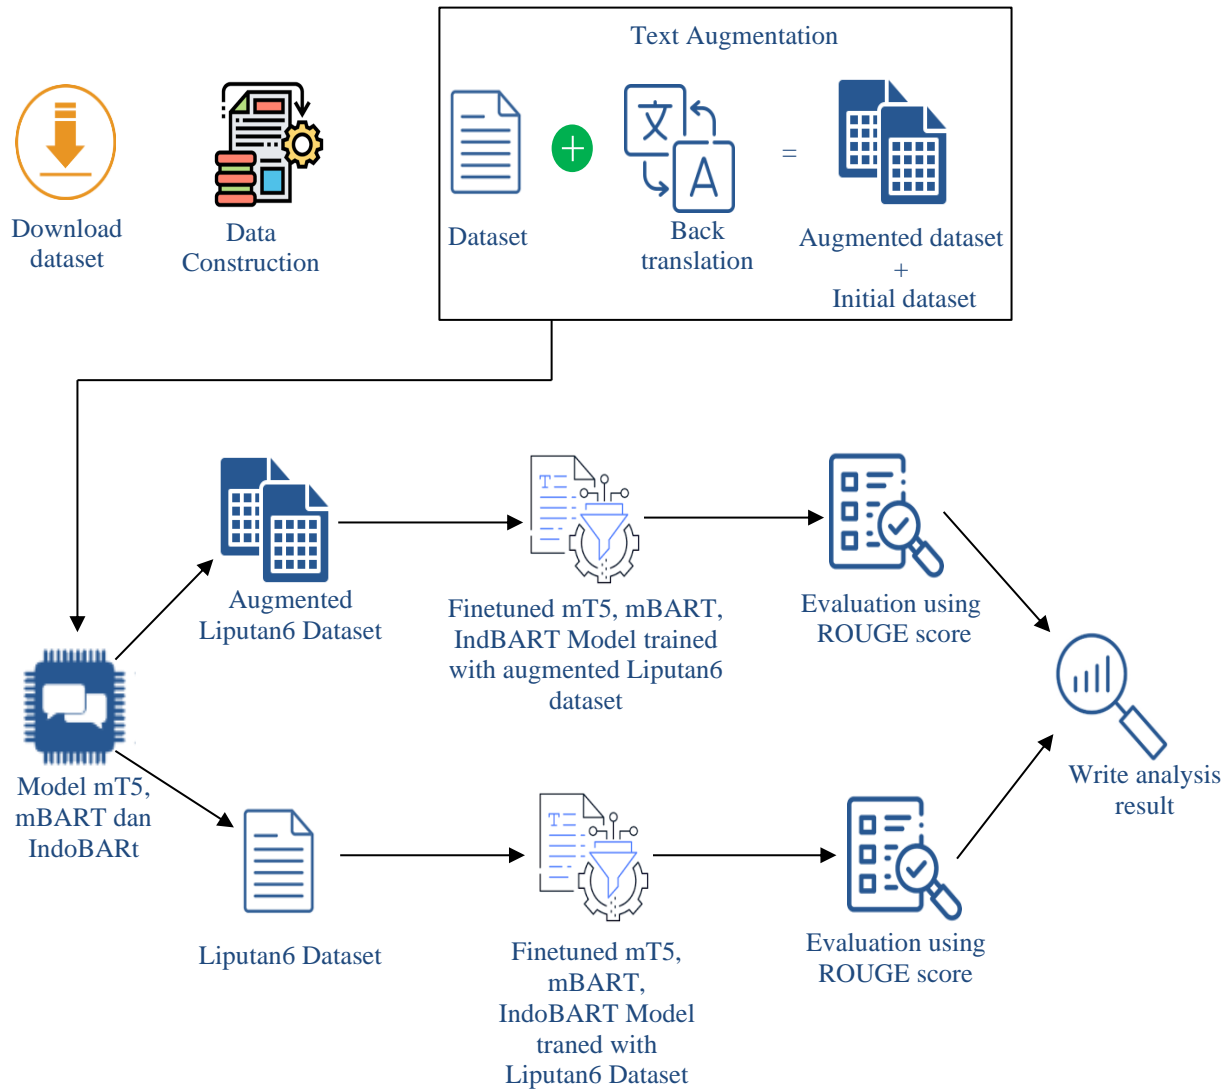 Text Augmentation
Download
dataset
Data
Construction
Dataset
+
文
A
Back
translation
=
Augmented dataset
+
Initial dataset
Augmented
Liputan6 Dataset
T
Finetuned mT5, mBART,
IndBART Model trained
with augmented Liputan6
dataset
Evaluation using
ROUGE score
Model mT5,
mBART dan
IndoBARt
Write analysis
result
Liputan6 Dataset
T
Finetuned mT5,
mBART,
IndoBART Model
traned with
Liputan6 Dataset
Evaluation using
ROUGE score